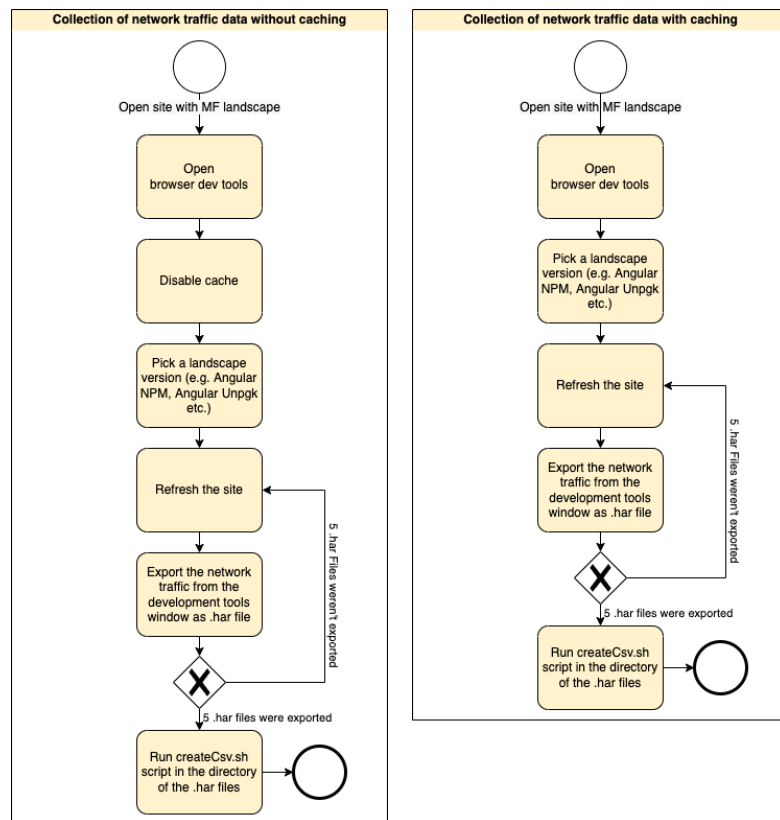 Collection of network traffic data without caching
Open site with MF landscape
Open
browser dev tools
Disable cache
Pick a landscape
version (e.g. Angular
NPM, Angular Unpgk
etc.)
Refresh the site
5 .har Files weren't exported
Export the network
traffic from the
development tools
window as .har file
5 .har files were exported
Run createCsv.sh
script in the directory
of the .har files
Collection of network traffic data with caching
Open site with MF landscape
Open
browser dev tools
Pick a landscape
version (e.g. Angular
NPM, Angular Unpgk
etc.)
Refresh the site
5 .har Files weren't exported
Export the network
traffic from the
development tools
window as .har file
5 .har files were exported
Run createCsv.sh
script in the directory
of the .har files